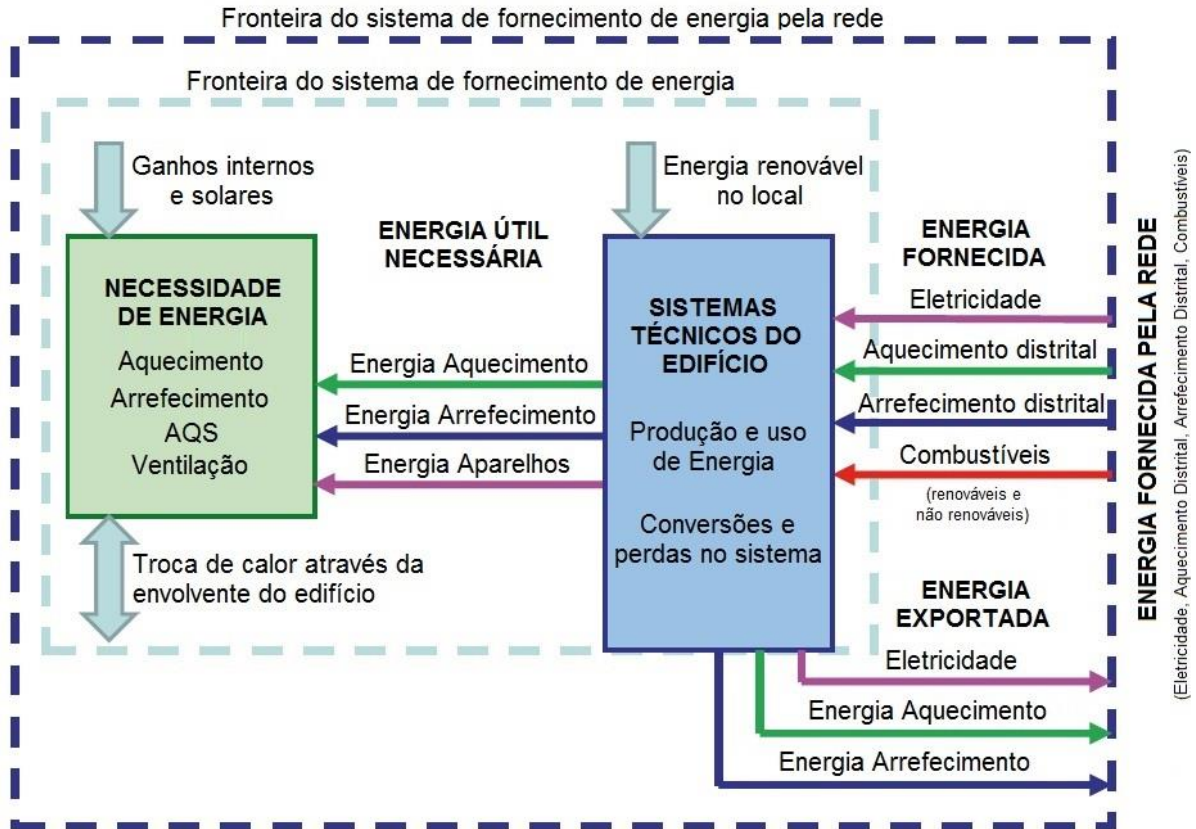 Fronteira do sistema de fornecimento de energia pela rede
Fronteira do sistema de fornecimento de energia
Ganhos internos
e solares
Energia renovável
no local
ENERGIA ÚTIL
NECESSÁRIA
ENERGIA
FORNECIDA
NECESSIDADE
DE ENERGIA
Aquecimento
Arrefecimento
AQS
Ventilação
Energia Aquecimento
Energia Arrefecimento
Energia Aparelhos
SISTEMAS
TÉCNICOS DO
EDIFÍCIO
Produção e uso
de Energia
Conversões e
perdas no sistema
Eletricidade
Aquecimento distrital
Arrefecimento distrital
Combustíveis
(renováveis e
não renováveis)
Troca de calor através da
envolvente do edifício
ENERGIA
EXPORTADA
Eletricidade
Energia Aquecimento
Energia Arrefecimento
ENERGIA FORNECIDA PELA REDE
(Eletricidade, Aquecimento Distrital, Arrefecimento Distrital, Combustíveis)